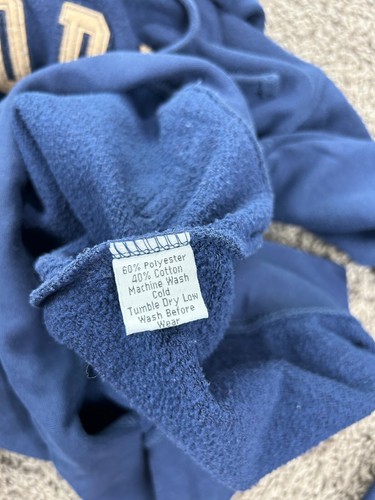 60% Polyester
40% Cotton
Machine Wash
Cold
Tumble Dry Low
Wash Before
Wear